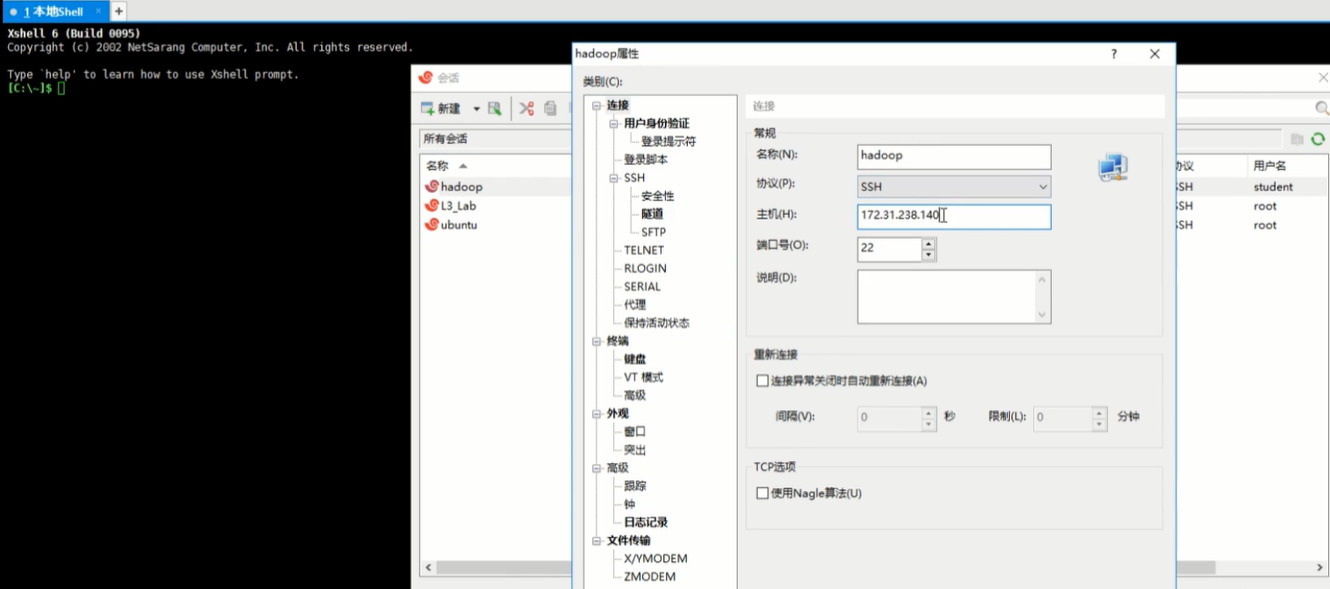 1 本地Shell × +
Xshell 6 (Build 0095)
Copyright (c) 2002 NetSarang Computer, Inc. All rights reserved.
Type `help' to learn how to use Xshell prompt.
[C:\~]$
会话
新建
所有会话
名称
hadoop
L3_Lab
ubuntu
hadoop属性 ?
类别(C):
连接
用户身份验证
登录提示符
登录脚本
SSH
安全性
隧道
SFTP
TELNET
RLOGIN
SERIAL
代理
保持活动状态
终端
键盘
VT 模式
高级
外观
窗口
突出
高级
跟踪
钟
日志记录
文件传输
X/YMODEM
ZMODEM
连接
常规
名称(N): hadoop
协议(P): SSH
主机(H): 172.31.238.140
端口号(O): 22
说明(D):
重新连接
连接异常关闭时自动重新连接(A)
间隔(V): 0 秒 限制(L): 0 分钟
TCP选项
使用Nagle算法(U)
用户名
student
root
root